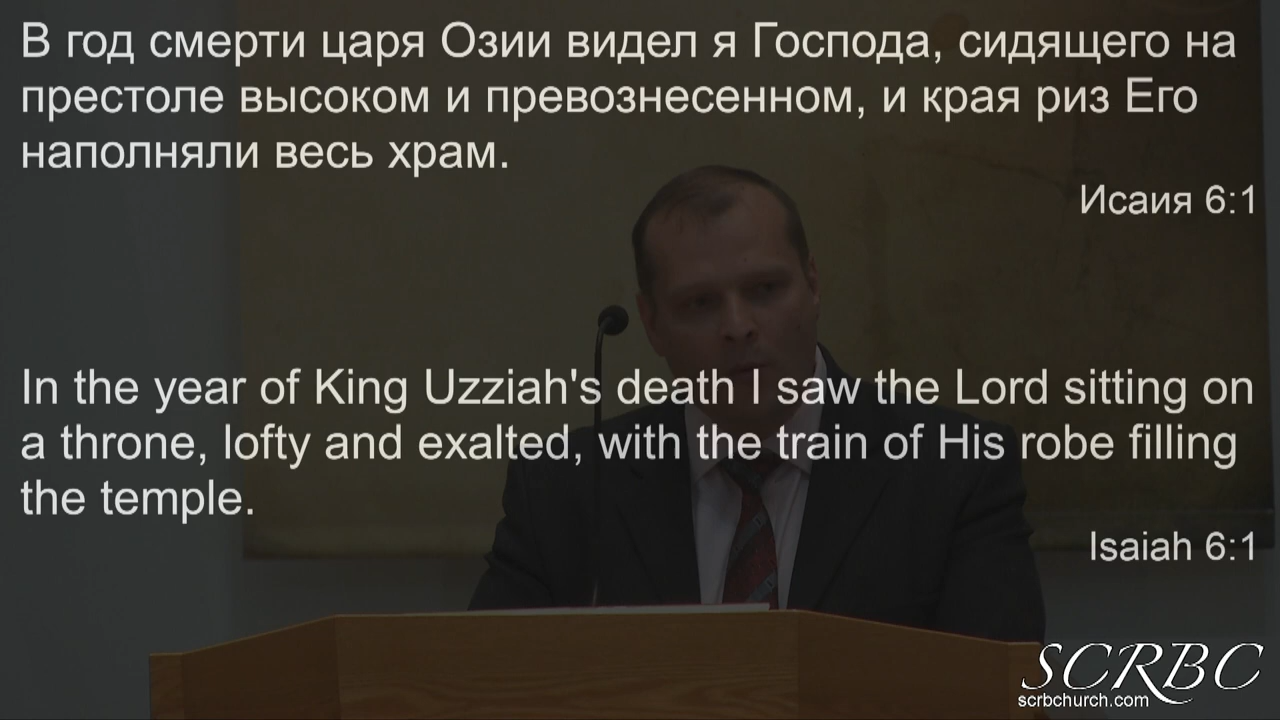 В год смерти царя Озии видел я Господа, сидящего на
престоле высоком и превознесенном, и края риз Его
наполняли весь храм.
Исаия 6:1
In the year of King Uzziah's death I saw the Lord sitting on
a throne, lofty and exalted, with the train of His robe filling
the temple.
Isaiah 6:1
SCRBC
scrbchurch.com